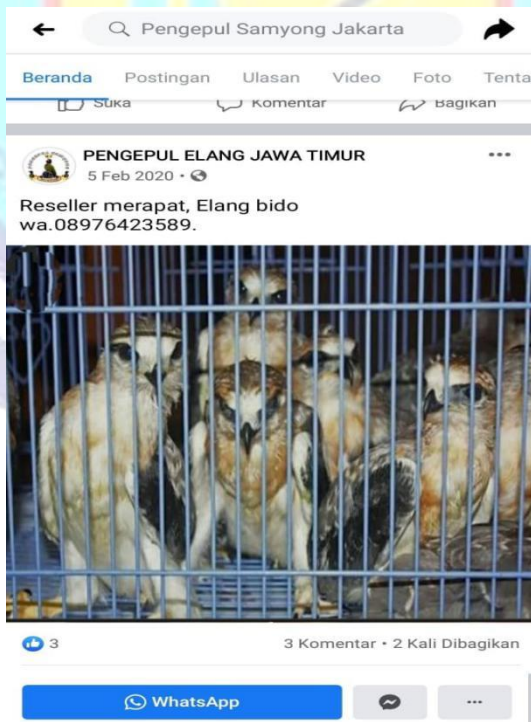 Pengepul Samyong Jakarta
Beranda Postingan Ulasan Video Foto Tenta
Suka Komentar Bagikan
PENGEPUL ELANG JAWA TIMUR
5 Feb 2020 •
Reseller merapat, Elang bido
wa.08976423589.
3 3 Komentar • 2 Kali Dibagikan
WhatsApp